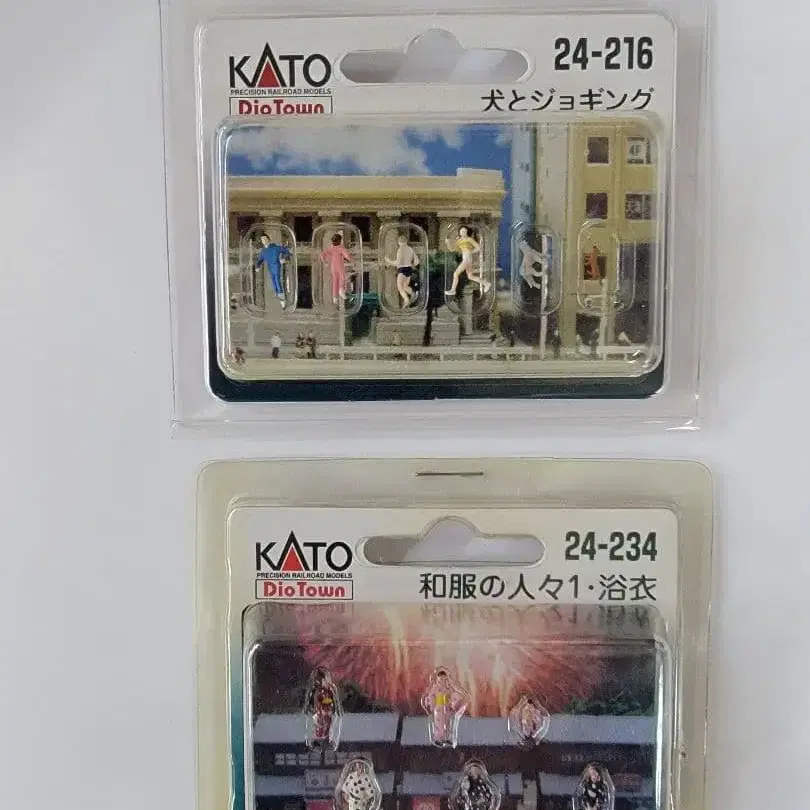 KATO
PRECISION RAILROAD MODELS
DioTown
24-216
犬とジョギング
KATO
PRECISION RAILROAD MODELS
DioTown
24-234
和服の人々1・浴衣